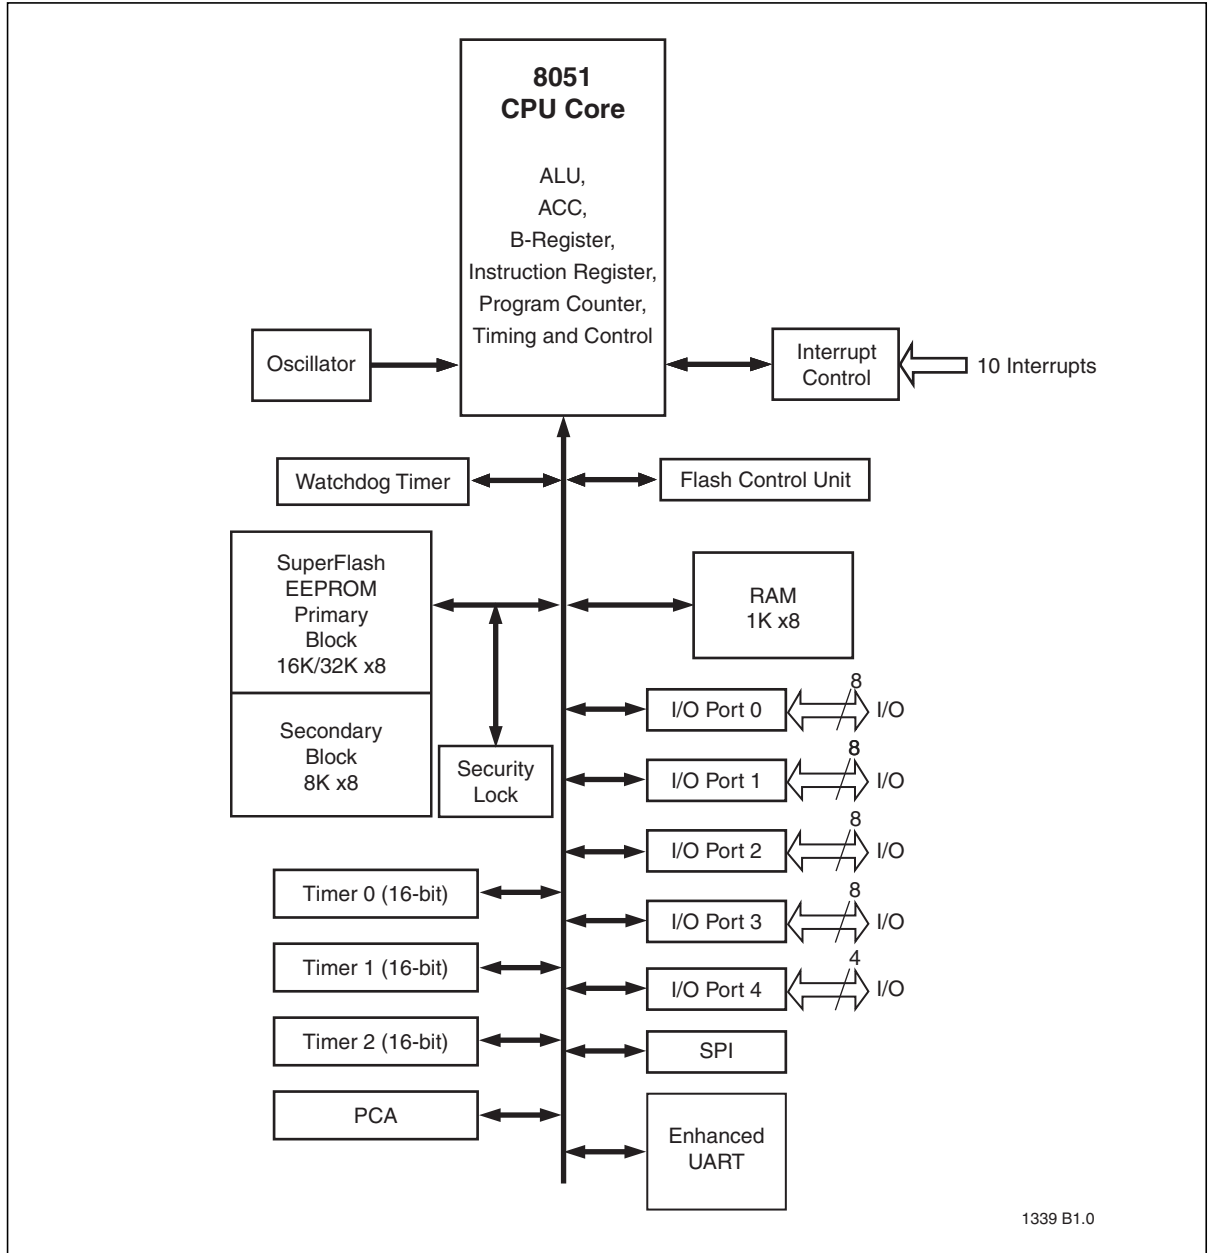 8051
CPU Core
ALU,
ACC,
B-Register,
Instruction Register,
Program Counter,
Timing and Control
Oscillator
Interrupt
Control
10 Interrupts
Watchdog Timer
Flash Control Unit
SuperFlash
EEPROM
Primary
Block
16K/32K x8
RAM
1K x8
Secondary
Block
8K x8
Security
Lock
8
I/O Port 0
I/O
8
I/O Port 1
I/O
8
I/O Port 2
I/O
8
I/O Port 3
I/O
4
I/O Port 4
I/O
Timer 0 (16-bit)
Timer 1 (16-bit)
Timer 2 (16-bit)
SPI
PCA
Enhanced
UART
1339 B1.0